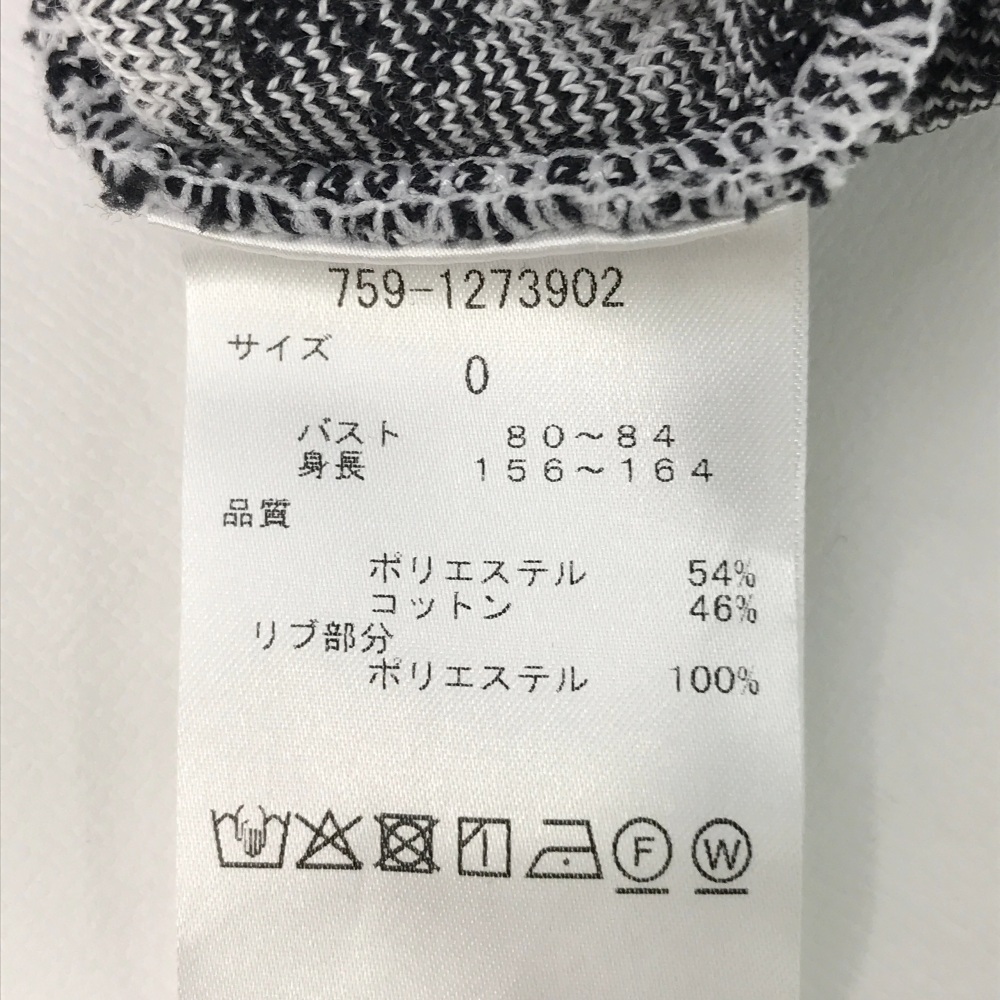 759-1273902
サイズ
0
バスト 80~84
身長 156~164
品質
ポリエステル 54%
コットン 46%
リブ部分
ポリエステル 100%
F W